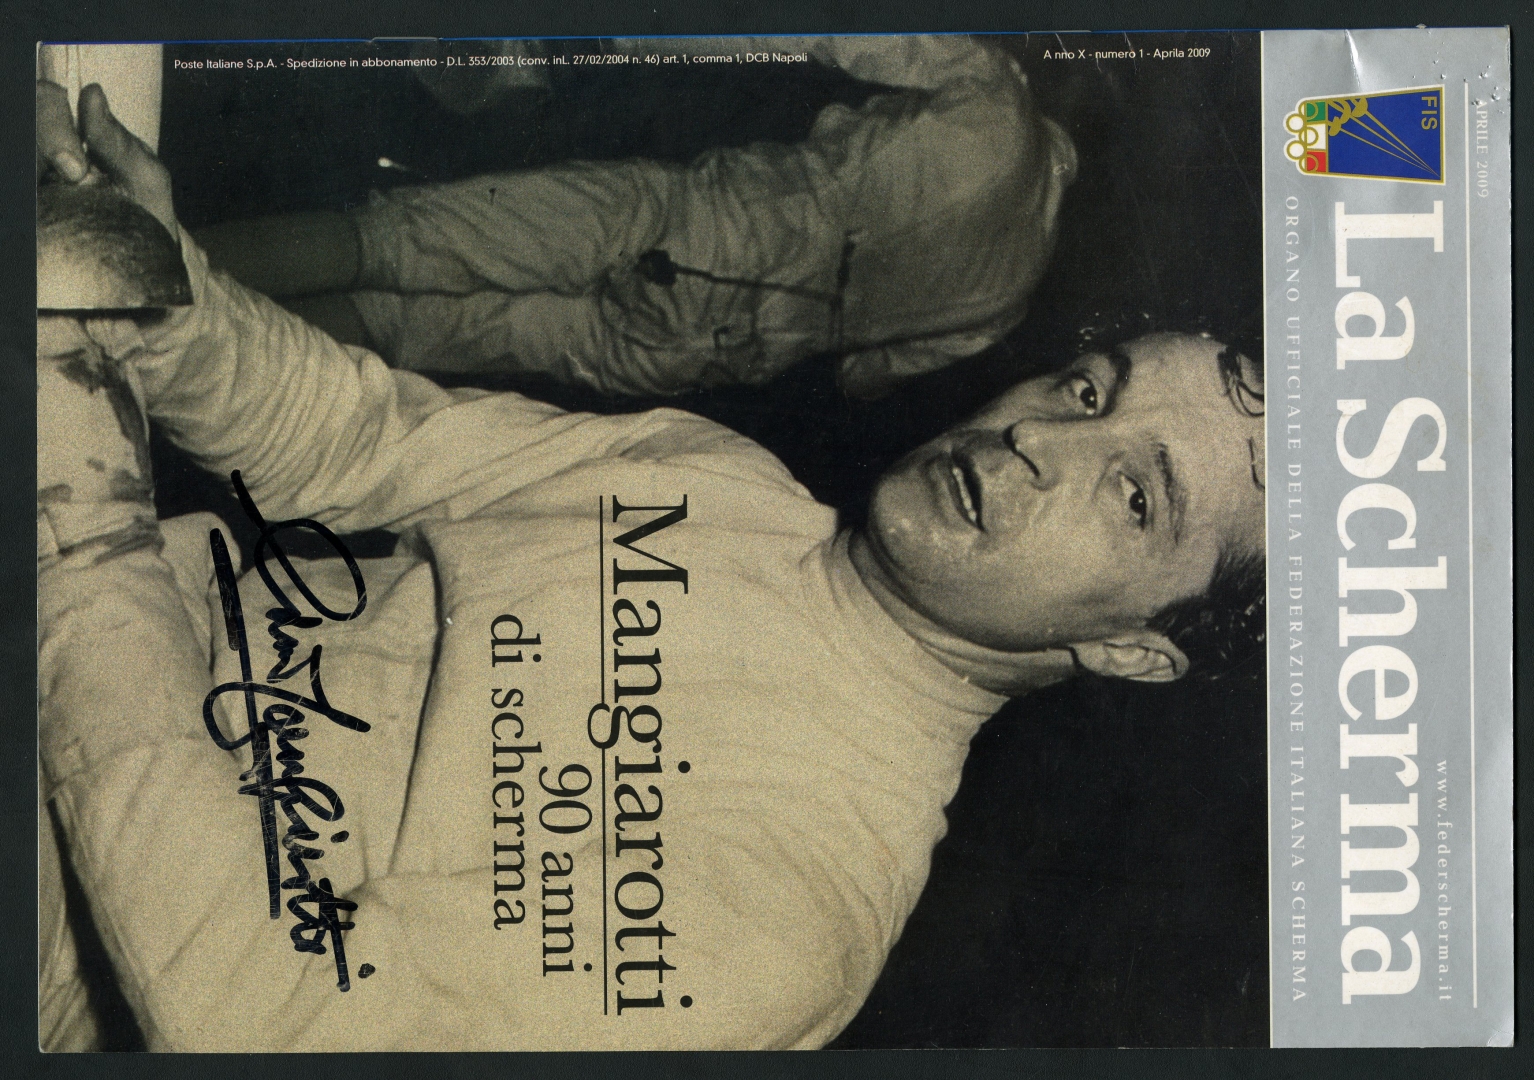 APRILE 2009
www.federscherma.it
La Scherma
FIS
ORGANO UFFICIALE DELLA FEDERAZIONE ITALIANA SCHERMA
A nno X - numero 1 - Aprila 2009
Poste Italiane S.p.A. - Spedizione in abbonamento - D.L. 353/2003 (conv. inL. 27/02/2004 n. 46) art. 1, comma 1, DCB Napoli
Mangiarotti
90 anni
di scherma